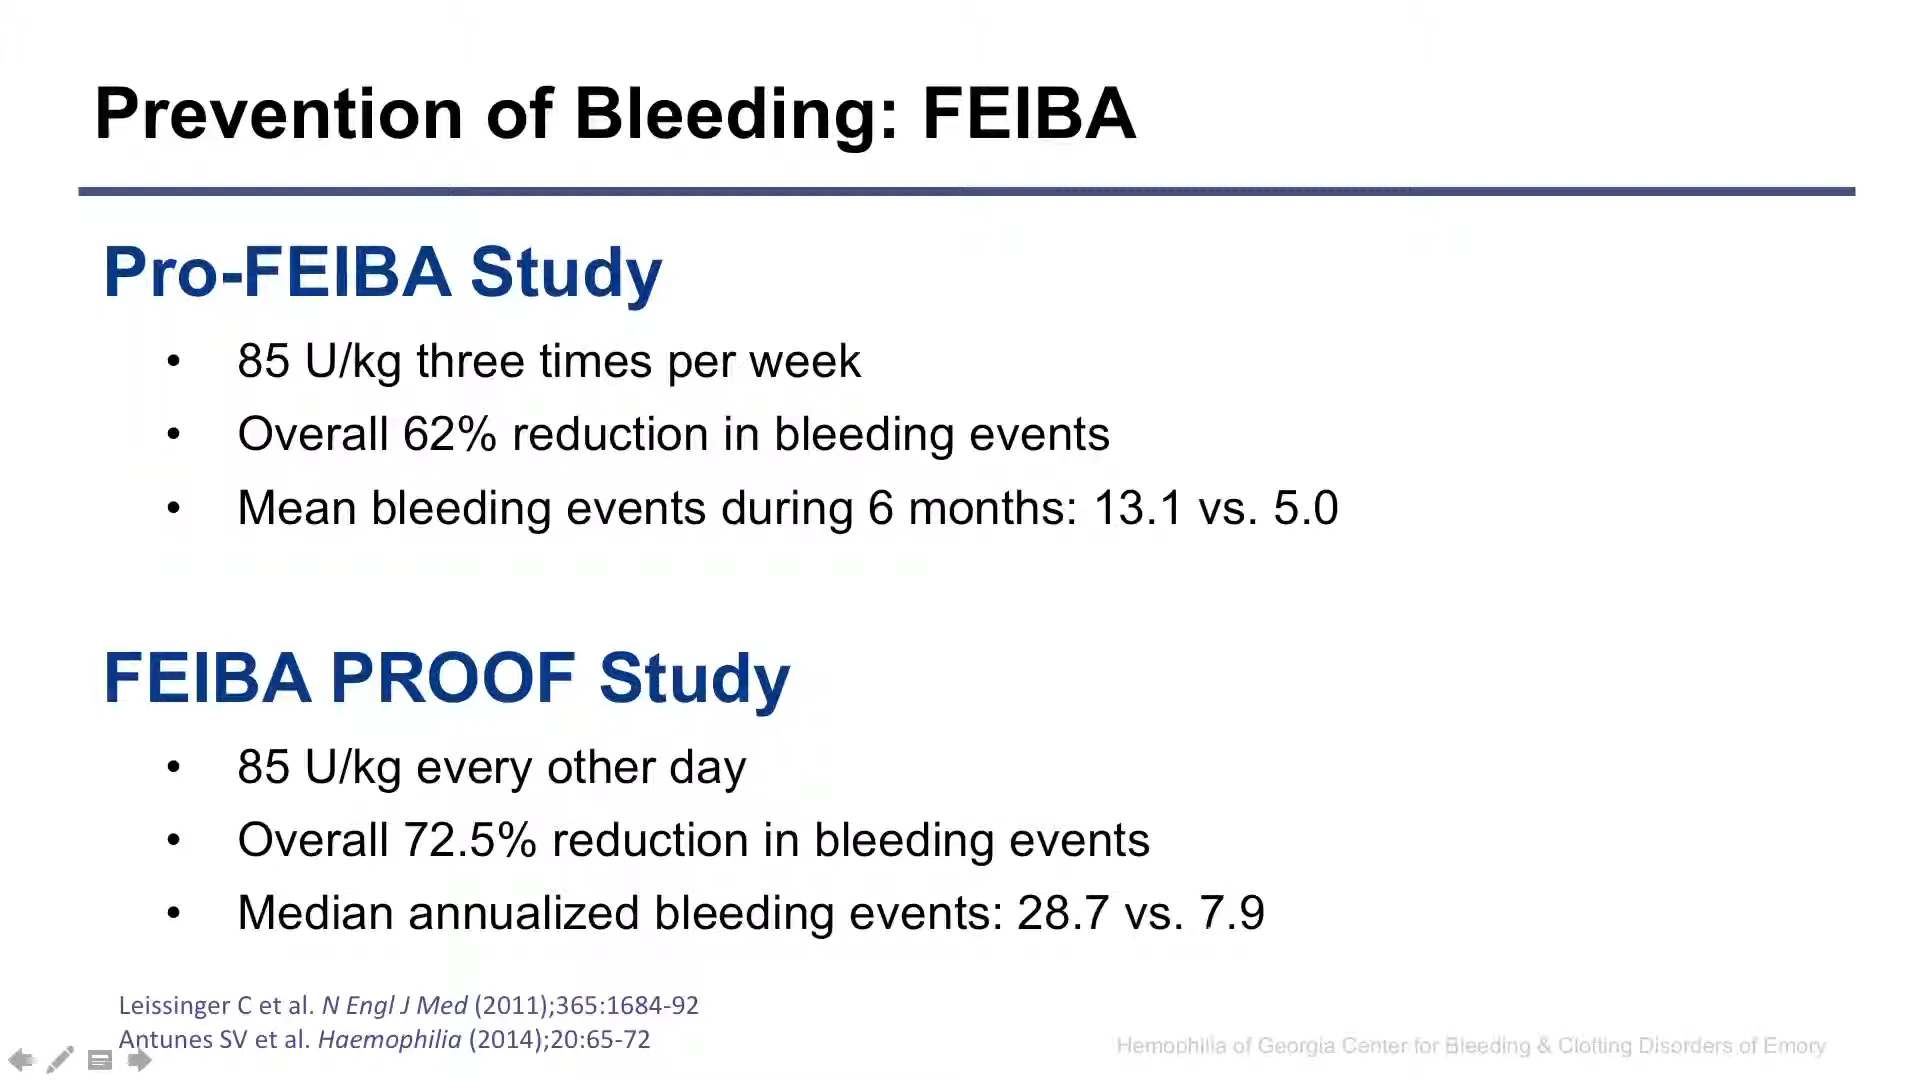 Prevention of Bleeding: FEIBA
Pro-FEIBA Study
• 85 U/kg three times per week
• Overall 62% reduction in bleeding events
• Mean bleeding events during 6 months: 13.1 vs. 5.0
FEIBA PROOF Study
• 85 U/kg every other day
• Overall 72.5% reduction in bleeding events
• Median annualized bleeding events: 28.7 vs. 7.9
Leissinger C et al. N Engl J Med (2011);365:1684-92
Antunes SV et al. Haemophilia (2014);20:65-72
Hemophilia of Georgia Center for Bleeding & Clotting Disorders of Emory